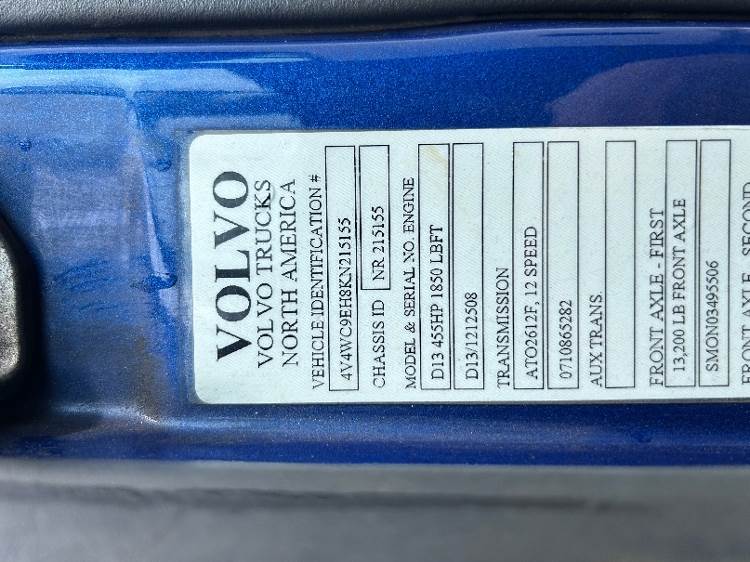 VOLVO
VOLVO TRUCKS
NORTH AMERICA
VEHICLE IDENTIFICATION #
4V4WC9EH8KN215155
CHASSIS ID NR 215155
MODEL & SERIAL NO. ENGINE
D13 455HP 1850 LBFT
D13/1212508
TRANSMISSION
ATO2612F, 12 SPEED
0710865282
AUX TRANS.
FRONT AXLE - FIRST
13,200 LB FRONT AXLE
SMON03495506
FRONT AXLE - SECOND